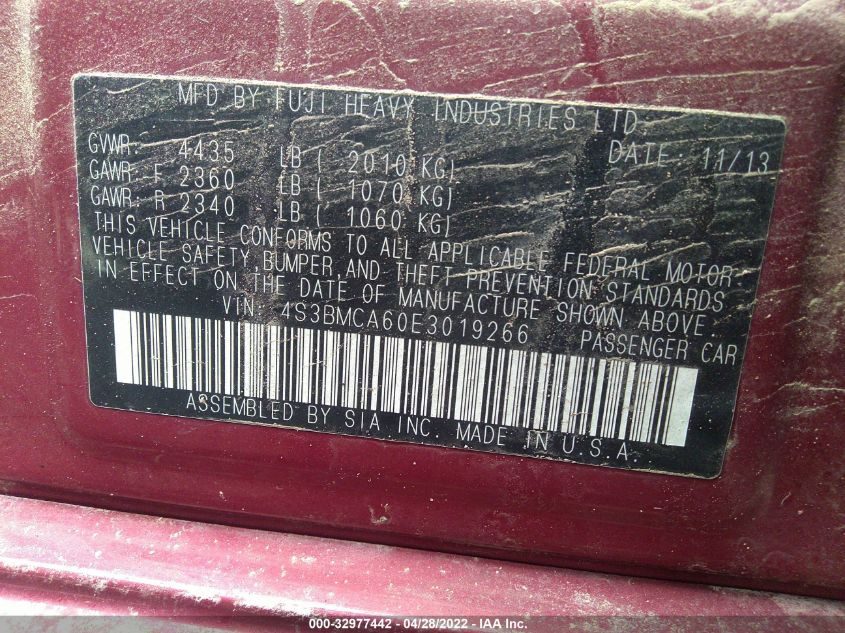 MFD BY FUJI HEAVY INDUSTRIES LTD.
GVWR: 4435 LB ( 2010 KG) DATE: 11/13
GAWR: F 2360 LB ( 1070 KG)
GAWR: R 2340 LB ( 1060 KG)
THIS VEHICLE CONFORMS TO ALL APPLICABLE FEDERAL MOTOR
VEHICLE SAFETY, BUMPER, AND THEFT PREVENTION STANDARDS
IN EFFECT ON THE DATE OF MANUFACTURE SHOWN ABOVE.
VIN: 4S3BMCA60E3019266 PASSENGER CAR
ASSEMBLED BY SIA INC. MADE IN U.S.A.
000-32977442 - 04/28/2022 - IAA Inc.